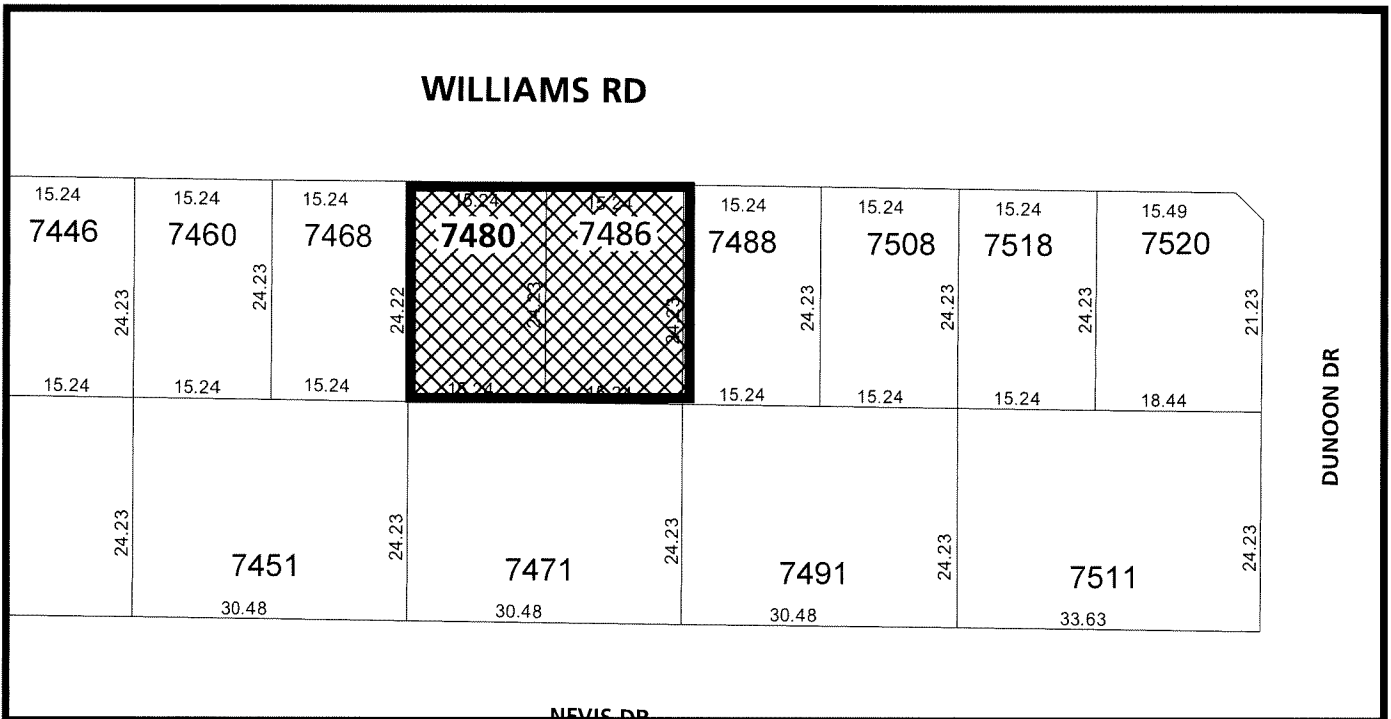 WILLIAMS RD
15.24 15.24 15.24 15.24 15.24 15.24 15.24 15.24 15.49
7446 7460 7468 7480 7486 7488 7508 7518 7520
24.23 24.23 24.22 24.23 24.23 24.23 24.23 24.23 21.23
15.24 15.24 15.24 15.24 15.24 15.24 15.24 15.24 18.44
DUNOON DR
24.23 24.23 24.23 24.23 24.23
7451 7471 7491 7511
30.48 30.48 30.48 33.63
NEVIS DR